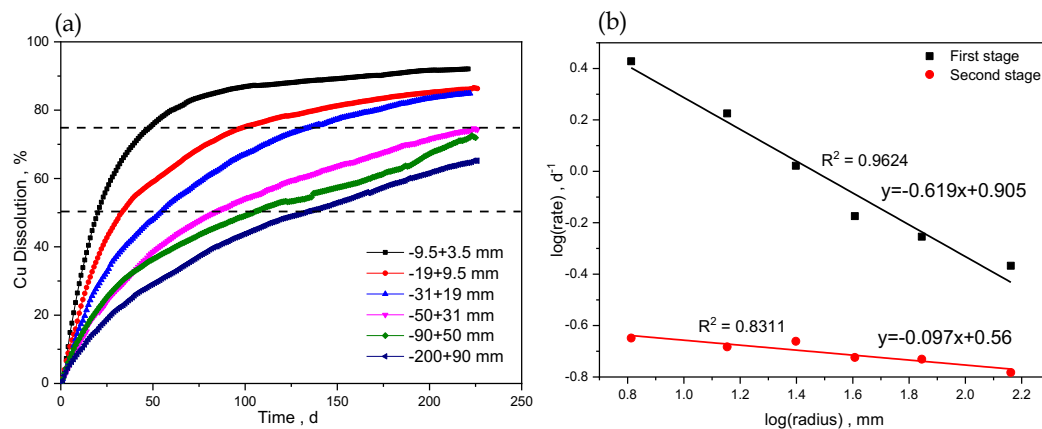 (a)
100
80
60
40
20
0
Cu Dissolution , %
0 50 100 150 200 250
Time , d
-9.5+3.5 mm
-19+9.5 mm
-31+19 mm
-50+31 mm
-90+50 mm
-200+90 mm
(b)
0.4
0.2
0.0
-0.2
-0.4
-0.6
-0.8
log(rate) , d⁻¹
0.8 1.0 1.2 1.4 1.6 1.8 2.0 2.2
log(radius) , mm
First stage
Second stage
R² = 0.9624
y=-0.619x+0.905
R² = 0.8311
y=-0.097x+0.56